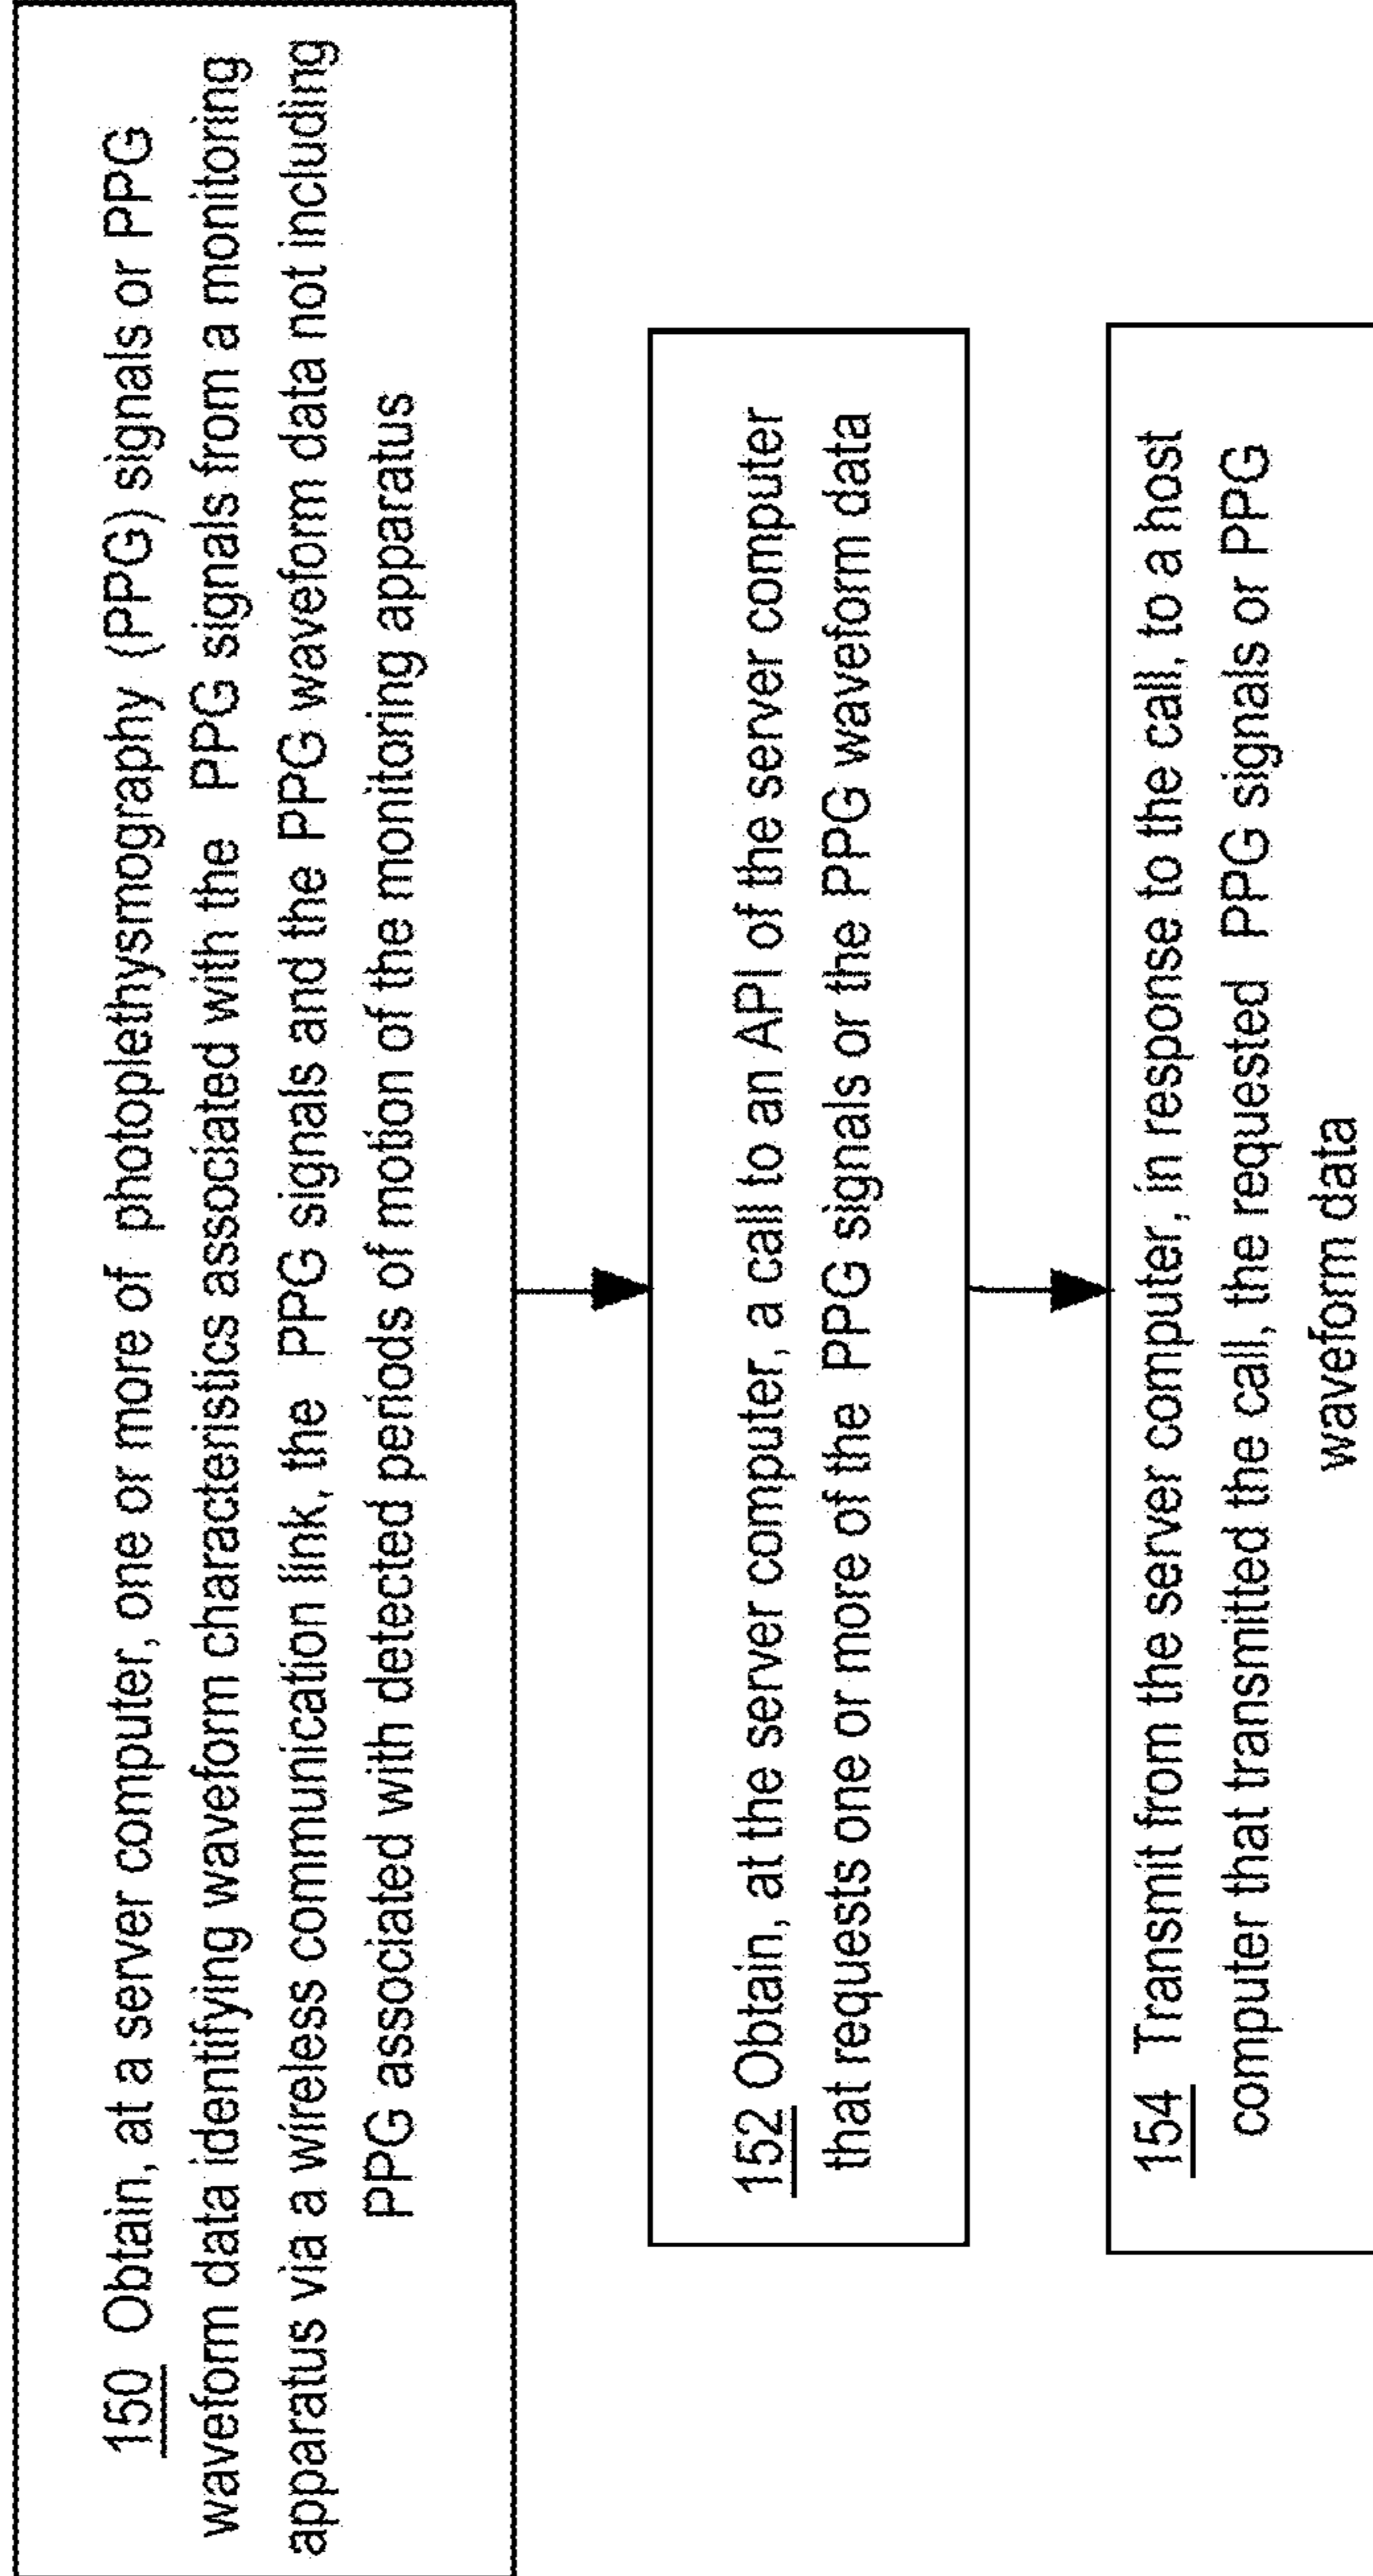 150 Obtain, at a server computer, one or more of photoplethysmography (PPG) signals or PPG
waveform data identifying waveform characteristics associated with the PPG signals from a monitoring
apparatus via a wireless communication link, the PPG signals and the PPG waveform data not including
PPG associated with detected periods of motion of the monitoring apparatus
152 Obtain, at the server computer, a call to an API of the server computer
that requests one or more of the PPG signals or the PPG waveform data
154 Transmit from the server computer, in response to the call, to a host
computer that transmitted the call, the requested PPG signals or PPG
waveform data